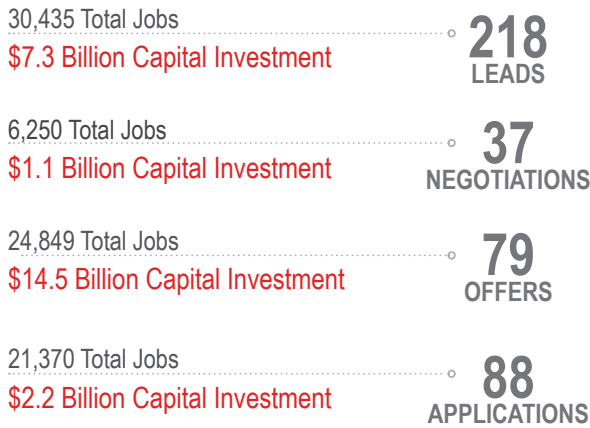 30,435 Total Jobs
$7.3 Billion Capital Investment
218
LEADS
6,250 Total Jobs
$1.1 Billion Capital Investment
37
NEGOTIATIONS
24,849 Total Jobs
$14.5 Billion Capital Investment
79
OFFERS
21,370 Total Jobs
$2.2 Billion Capital Investment
88
APPLICATIONS